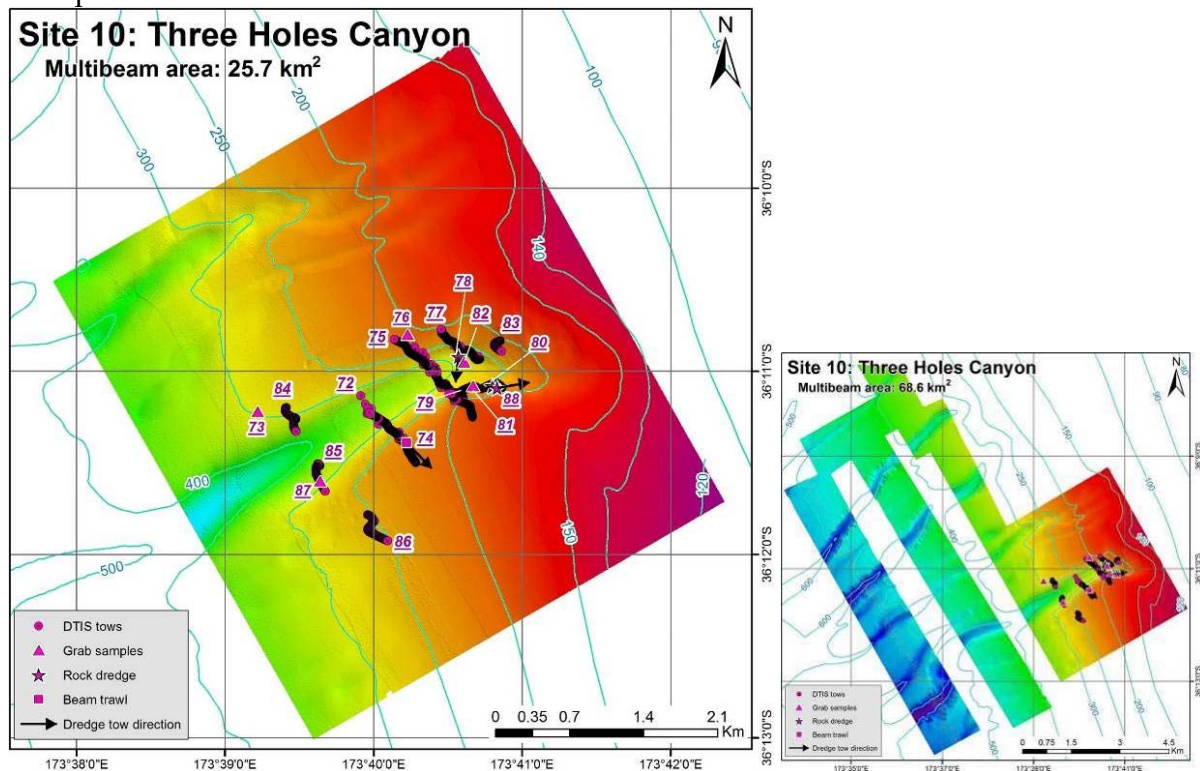 Site 10: Three Holes Canyon
Multibeam area: 25.7 km²
N
100
200
250
300
140
36°10'0"S
78
76
77
82
83
75
80
36°11'0"S
72
84
79
88
73
81
74
85
400
87
120
150
86
36°12'0"S
500
DTIS tows
Grab samples
Rock dredge
Beam trawl
Dredge tow direction
0 0.35 0.7 1.4 2.1
Km
36°13'0"S
173°38'0"E 173°39'0"E 173°40'0"E 173°41'0"E 173°42'0"E
Site 10: Three Holes Canyon
Multibeam area: 68.6 km²
N
DTIS tows
Grab samples
Rock dredge
Beam trawl
Dredge tow direction
0 0.75 1.5 3 4.5
Km